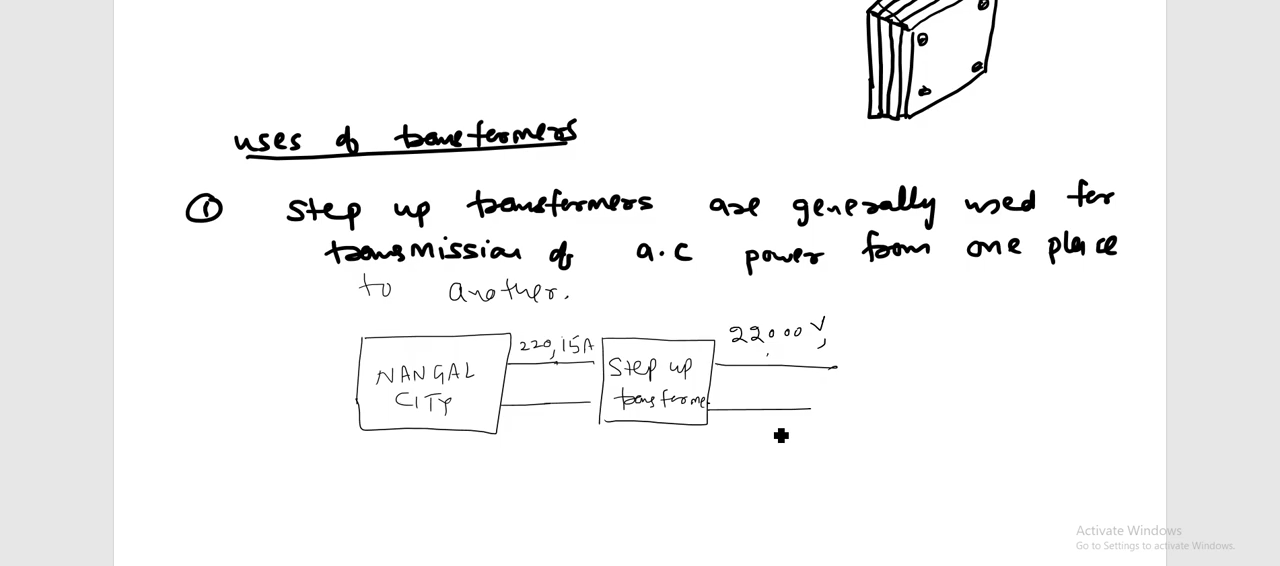 uses of transformers
① Step up transformers are generally used for
transmission of a.c power from one place
to another.
NANGAL
CITY
220, 15A
Step up
transforme
22000 V,
Activate Windows
Go to Settings to activate Windows.